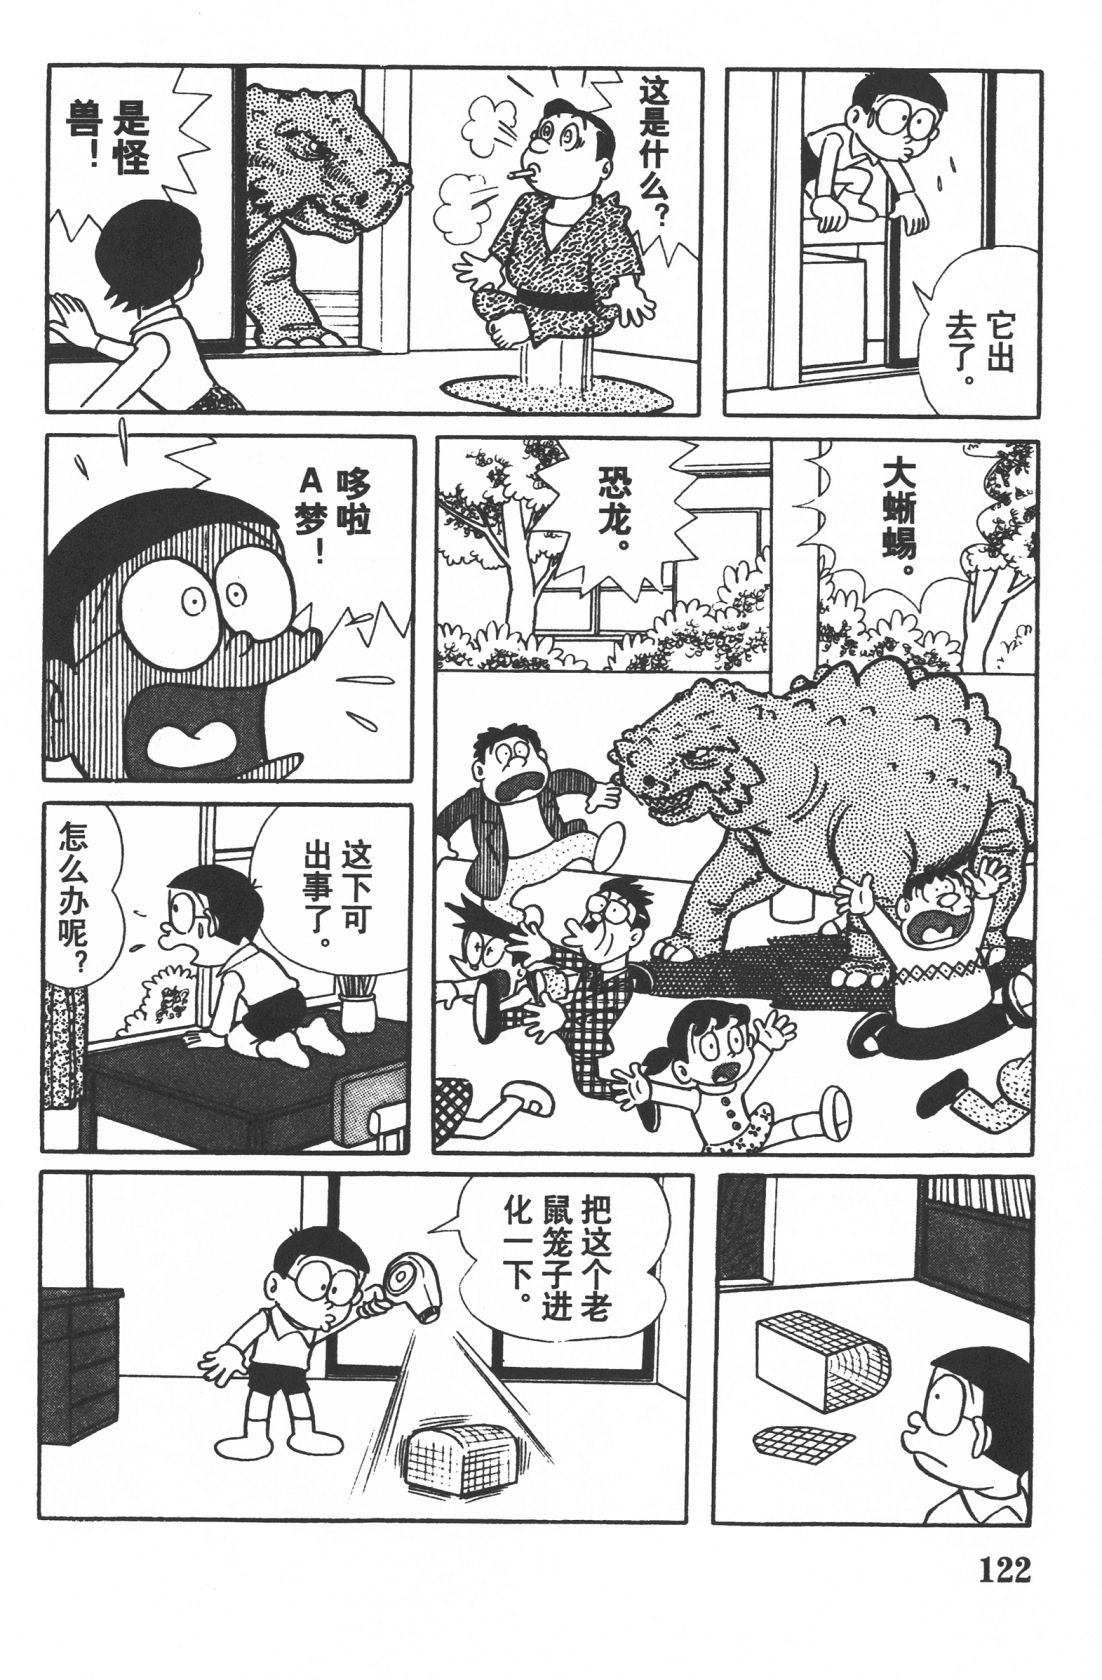 它出
去了。
这是什么？
是怪
兽！
大蜥蜴。
恐龙。
哆啦
A梦！
这下可
出事了。
怎么办呢？
把这个老
鼠笼子进
化一下。
122